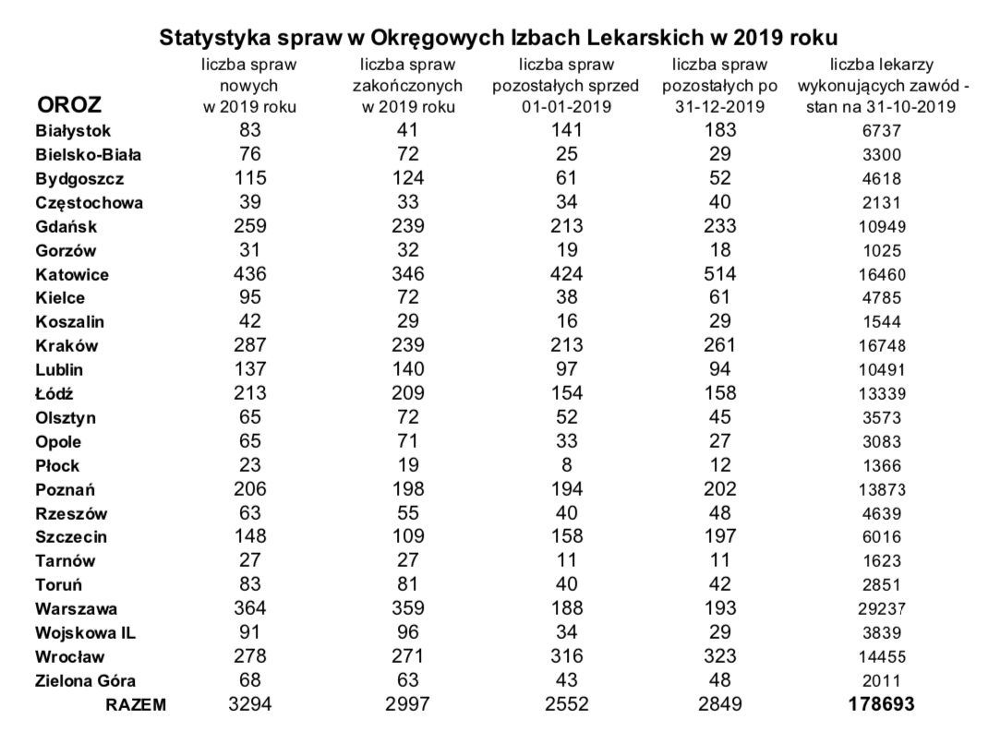 Statystyka spraw w Okręgowych Izbach Lekarskich w 2019 roku
liczba spraw liczba spraw liczba spraw liczba spraw liczba lekarzy
nowych zakończonych pozostałych sprzed pozostałych po wykonujących zawód -
OROZ w 2019 roku w 2019 roku 01-01-2019 31-12-2019 stan na 31-10-2019
Białystok 83 41 141 183 6737
Bielsko-Biała 76 72 25 29 3300
Bydgoszcz 115 124 61 52 4618
Częstochowa 39 33 34 40 2131
Gdańsk 259 239 213 233 10949
Gorzów 31 32 19 18 1025
Katowice 436 346 424 514 16460
Kielce 95 72 38 61 4785
Koszalin 42 29 16 29 1544
Kraków 287 239 213 261 16748
Lublin 137 140 97 94 10491
Łódź 213 209 154 158 13339
Olsztyn 65 72 52 45 3573
Opole 65 71 33 27 3083
Płock 23 19 8 12 1366
Poznań 206 198 194 202 13873
Rzeszów 63 55 40 48 4639
Szczecin 148 109 158 197 6016
Tarnów 27 27 11 11 1623
Toruń 83 81 40 42 2851
Warszawa 364 359 188 193 29237
Wojskowa IL 91 96 34 29 3839
Wrocław 278 271 316 323 14455
Zielona Góra 68 63 43 48 2011
RAZEM 3294 2997 2552 2849 178693